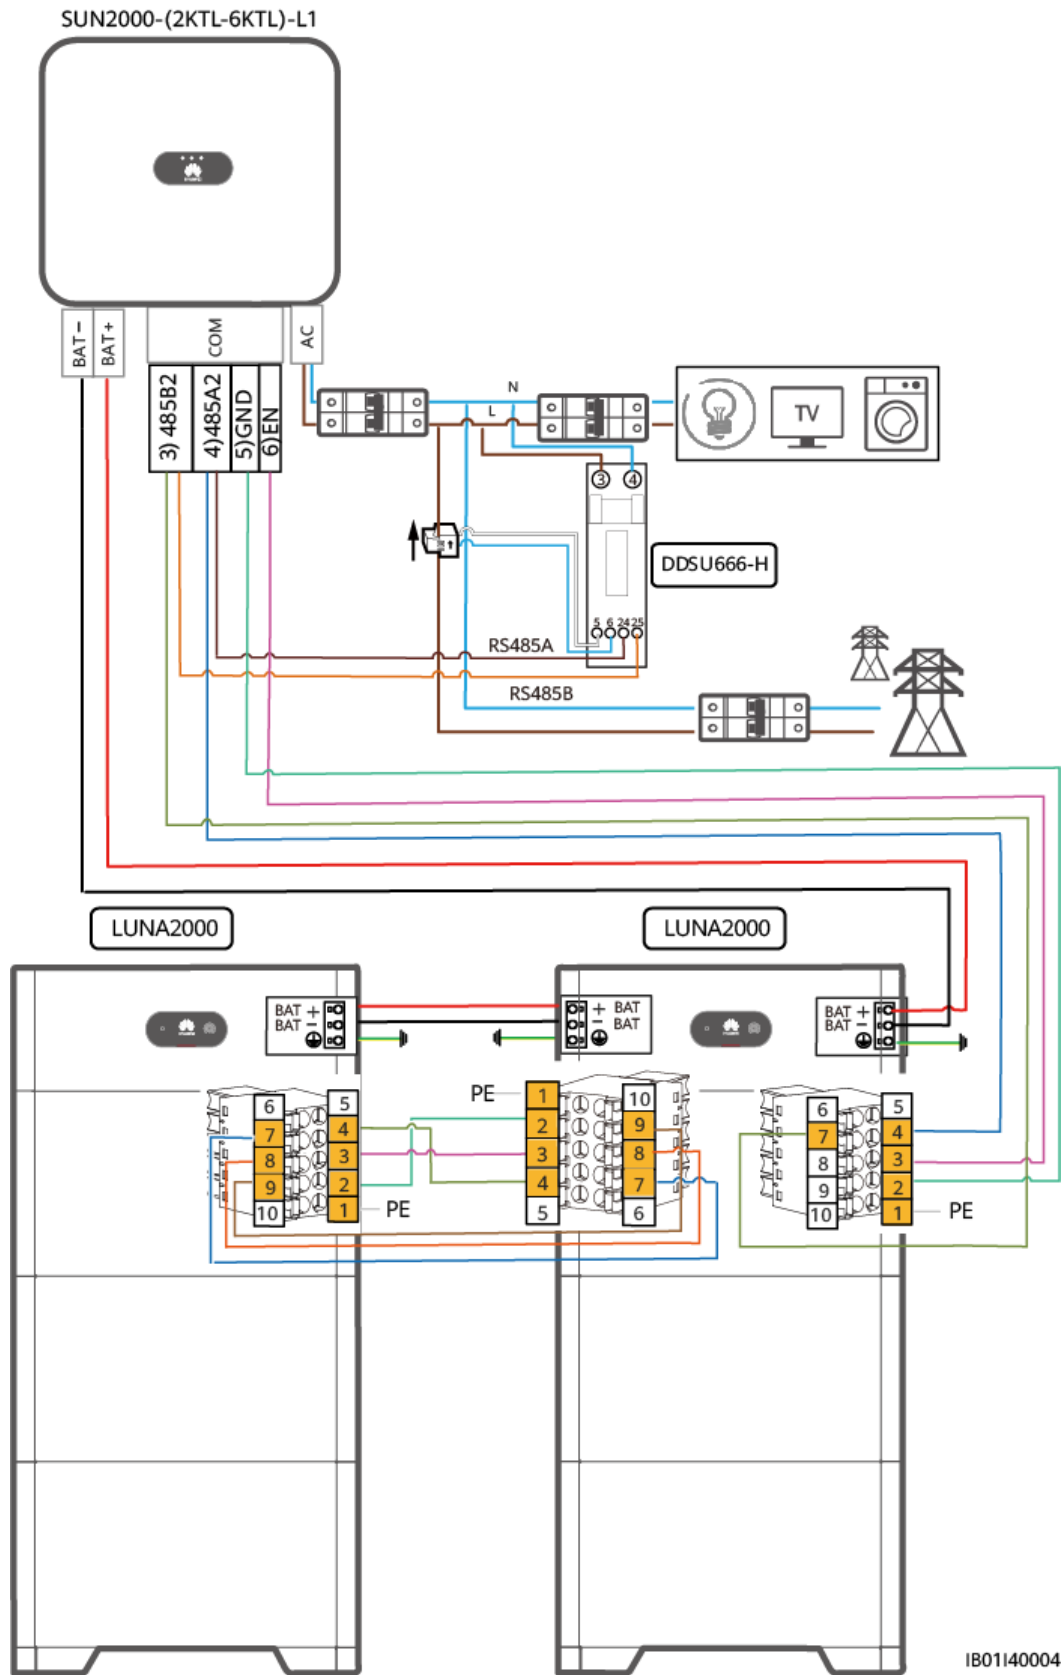 SUN2000-(2KTL-6KTL)-L1
BAT−
BAT+
COM
AC
3) 485B2
4)485A2
5)GND
6)EN
N
L
TV
3
4
DDSU666-H
5 6 24 25
RS485A
RS485B
LUNA2000
LUNA2000
BAT +
BAT −
+ BAT
− BAT
BAT +
BAT −
6
7
8
9
10
5
4
3
2
1
PE
PE
1
2
3
4
5
10
9
8
7
6
6
7
8
9
10
5
4
3
2
1
PE
IB01I40004